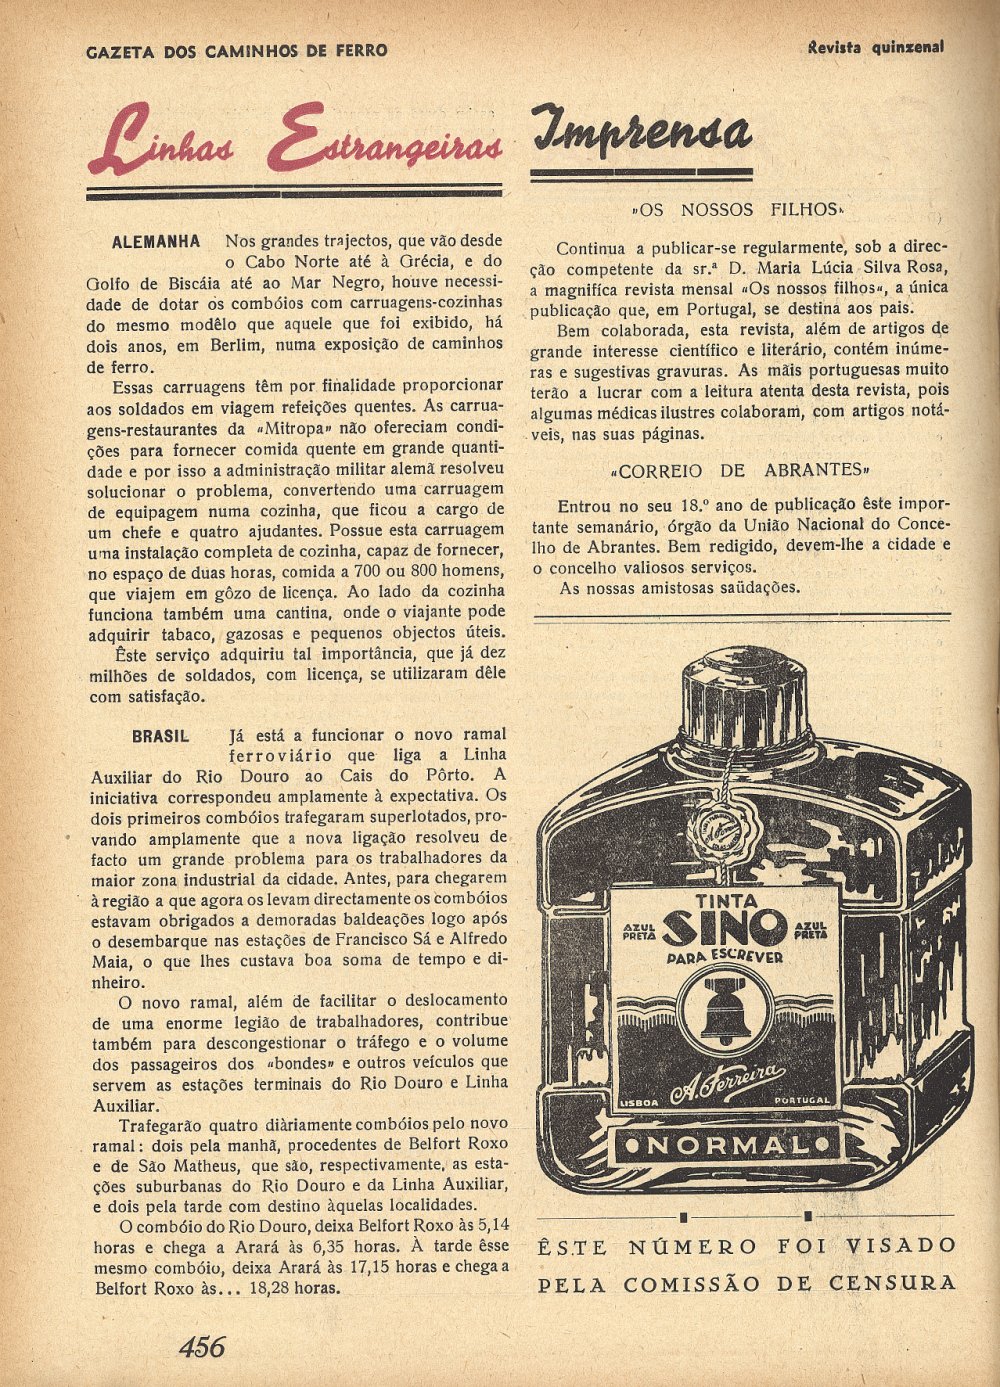 GAZETA DOS CAMINHOS DE FERRO
Revista quinzenal
Linhas Estrangeiras
ALEMANHA Nos grandes trajectos, que vão desde
o Cabo Norte até à Grécia, e do
Golfo de Biscáia até ao Mar Negro, houve necessi-
dade de dotar os combóios com carruagens-cozinhas
do mesmo modêlo que aquele que foi exibido, há
dois anos, em Berlim, numa exposição de caminhos
de ferro.
Essas carruagens têm por finalidade proporcionar
aos soldados em viagem refeições quentes. As carrua-
gens-restaurantes da «Mitropa» não ofereciam condi-
ções para fornecer comida quente em grande quanti-
dade e por isso a administração militar alemã resolveu
solucionar o problema, convertendo uma carruagem
de equipagem numa cozinha, que ficou a cargo de
um chefe e quatro ajudantes. Possue esta carruagem
uma instalação completa de cozinha, capaz de fornecer,
no espaço de duas horas, comida a 700 ou 800 homens,
que viajem em gôzo de licença. Ao lado da cozinha
funciona também uma cantina, onde o viajante pode
adquirir tabaco, gazosas e pequenos objectos úteis.
Êste serviço adquiriu tal importância, que já dez
milhões de soldados, com licença, se utilizaram dêle
com satisfação.
BRASIL Já está a funcionar o novo ramal
ferroviário que liga a Linha
Auxiliar do Rio Douro ao Cais do Pôrto. A
iniciativa correspondeu amplamente à expectativa. Os
dois primeiros combóios trafegaram superlotados, pro-
vando amplamente que a nova ligação resolveu de
facto um grande problema para os trabalhadores da
maior zona industrial da cidade. Antes, para chegarem
à região a que agora os levam directamente os combóios
estavam obrigados a demoradas baldeações logo após
o desembarque nas estações de Francisco Sá e Alfredo
Maia, o que lhes custava boa soma de tempo e di-
nheiro.
O novo ramal, além de facilitar o deslocamento
de uma enorme legião de trabalhadores, contribue
também para descongestionar o tráfego e o volume
dos passageiros dos «bondes» e outros veículos que
servem as estações terminais do Rio Douro e Linha
Auxiliar.
Trafegarão quatro diàriamente combóios pelo novo
ramal: dois pela manhã, procedentes de Belfort Roxo
e de São Matheus, que são, respectivamente, as esta-
ções suburbanas do Rio Douro e da Linha Auxiliar,
e dois pela tarde com destino àquelas localidades.
O combóio do Rio Douro, deixa Belfort Roxo às 5,14
horas e chega a Arará às 6,35 horas. À tarde êsse
mesmo combóio, deixa Arará às 17,15 horas e chega a
Belfort Roxo às... 18,28 horas.
456
Imprensa
»OS NOSSOS FILHOS«
Continua a publicar-se regularmente, sob a direc-
ção competente da sr.ª D. Maria Lúcia Silva Rosa,
a magnifica revista mensal «Os nossos filhos«, a única
publicação que, em Portugal, se destina aos pais.
Bem colaborada, esta revista, além de artigos de
grande interesse científico e literário, contém inúme-
ras e sugestivas gravuras. As mãis portuguesas muito
terão a lucrar com a leitura atenta desta revista, pois
algumas médicas ilustres colaboram, com artigos notá-
veis, nas suas páginas.
«CORREIO DE ABRANTES»
Entrou no seu 18.º ano de publicação êste impor-
tante semanário, órgão da União Nacional do Conce-
lho de Abrantes. Bem redigido, devem-lhe a cidade e
o concelho valiosos serviços.
As nossas amistosas saüdações.
TINTA
AZUL PRETA SINO AZUL PRETA
PARA ESCREVER
A. Ferreira
LISBOA PORTUGAL
•NORMAL•
ÊSTE NÚMERO FOI VISADO
PELA COMISSÃO DE CENSURA